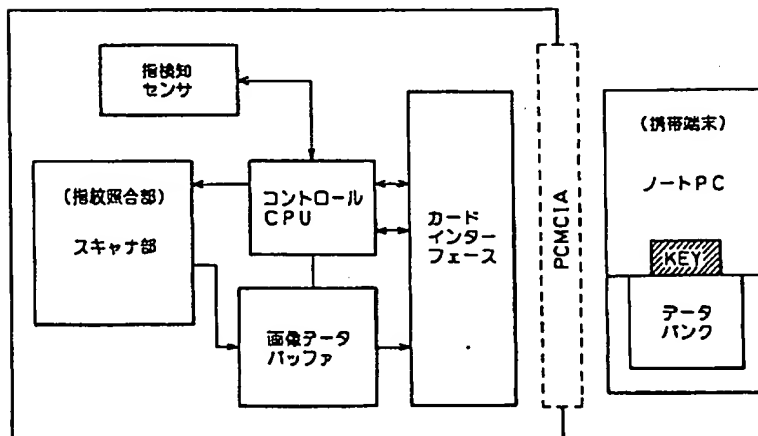 指検知
センサ
(指紋照合部)
スキャナ部
コントロール
CPU
画像データ
バッファ
カード
インター
フェース
PCMCIA
(携帯端末)
ノートPC
KEY
データ
バンク